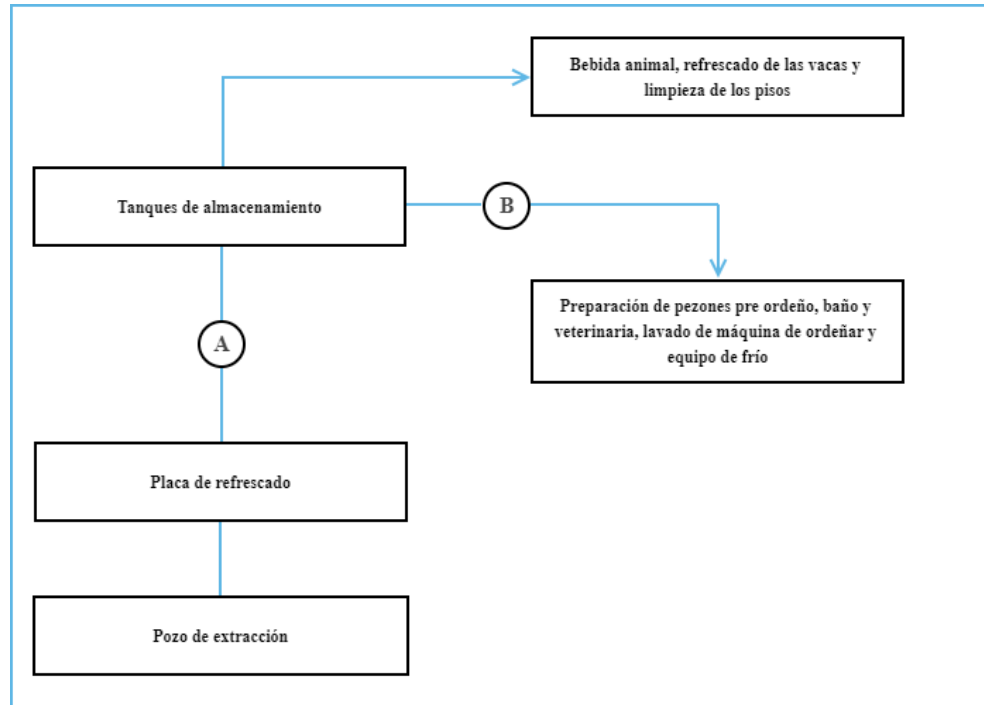 Bebida animal, refrescado de las vacas y
limpieza de los pisos
Tanques de almacenamiento
B
Preparación de pezones pre ordeño, baño y
veterinaria, lavado de máquina de ordeñar y
equipo de frío
A
Placa de refrescado
Pozo de extracción